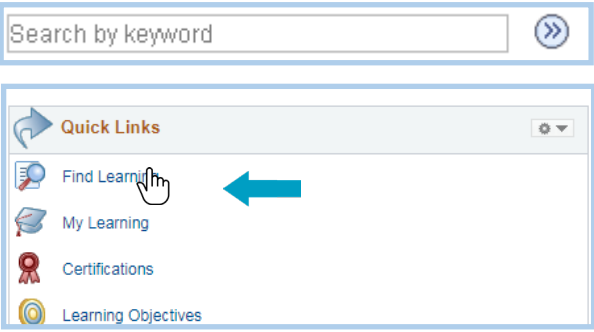 Search by keyword
Quick Links
Find Learning
My Learning
Certifications
Learning Objectives